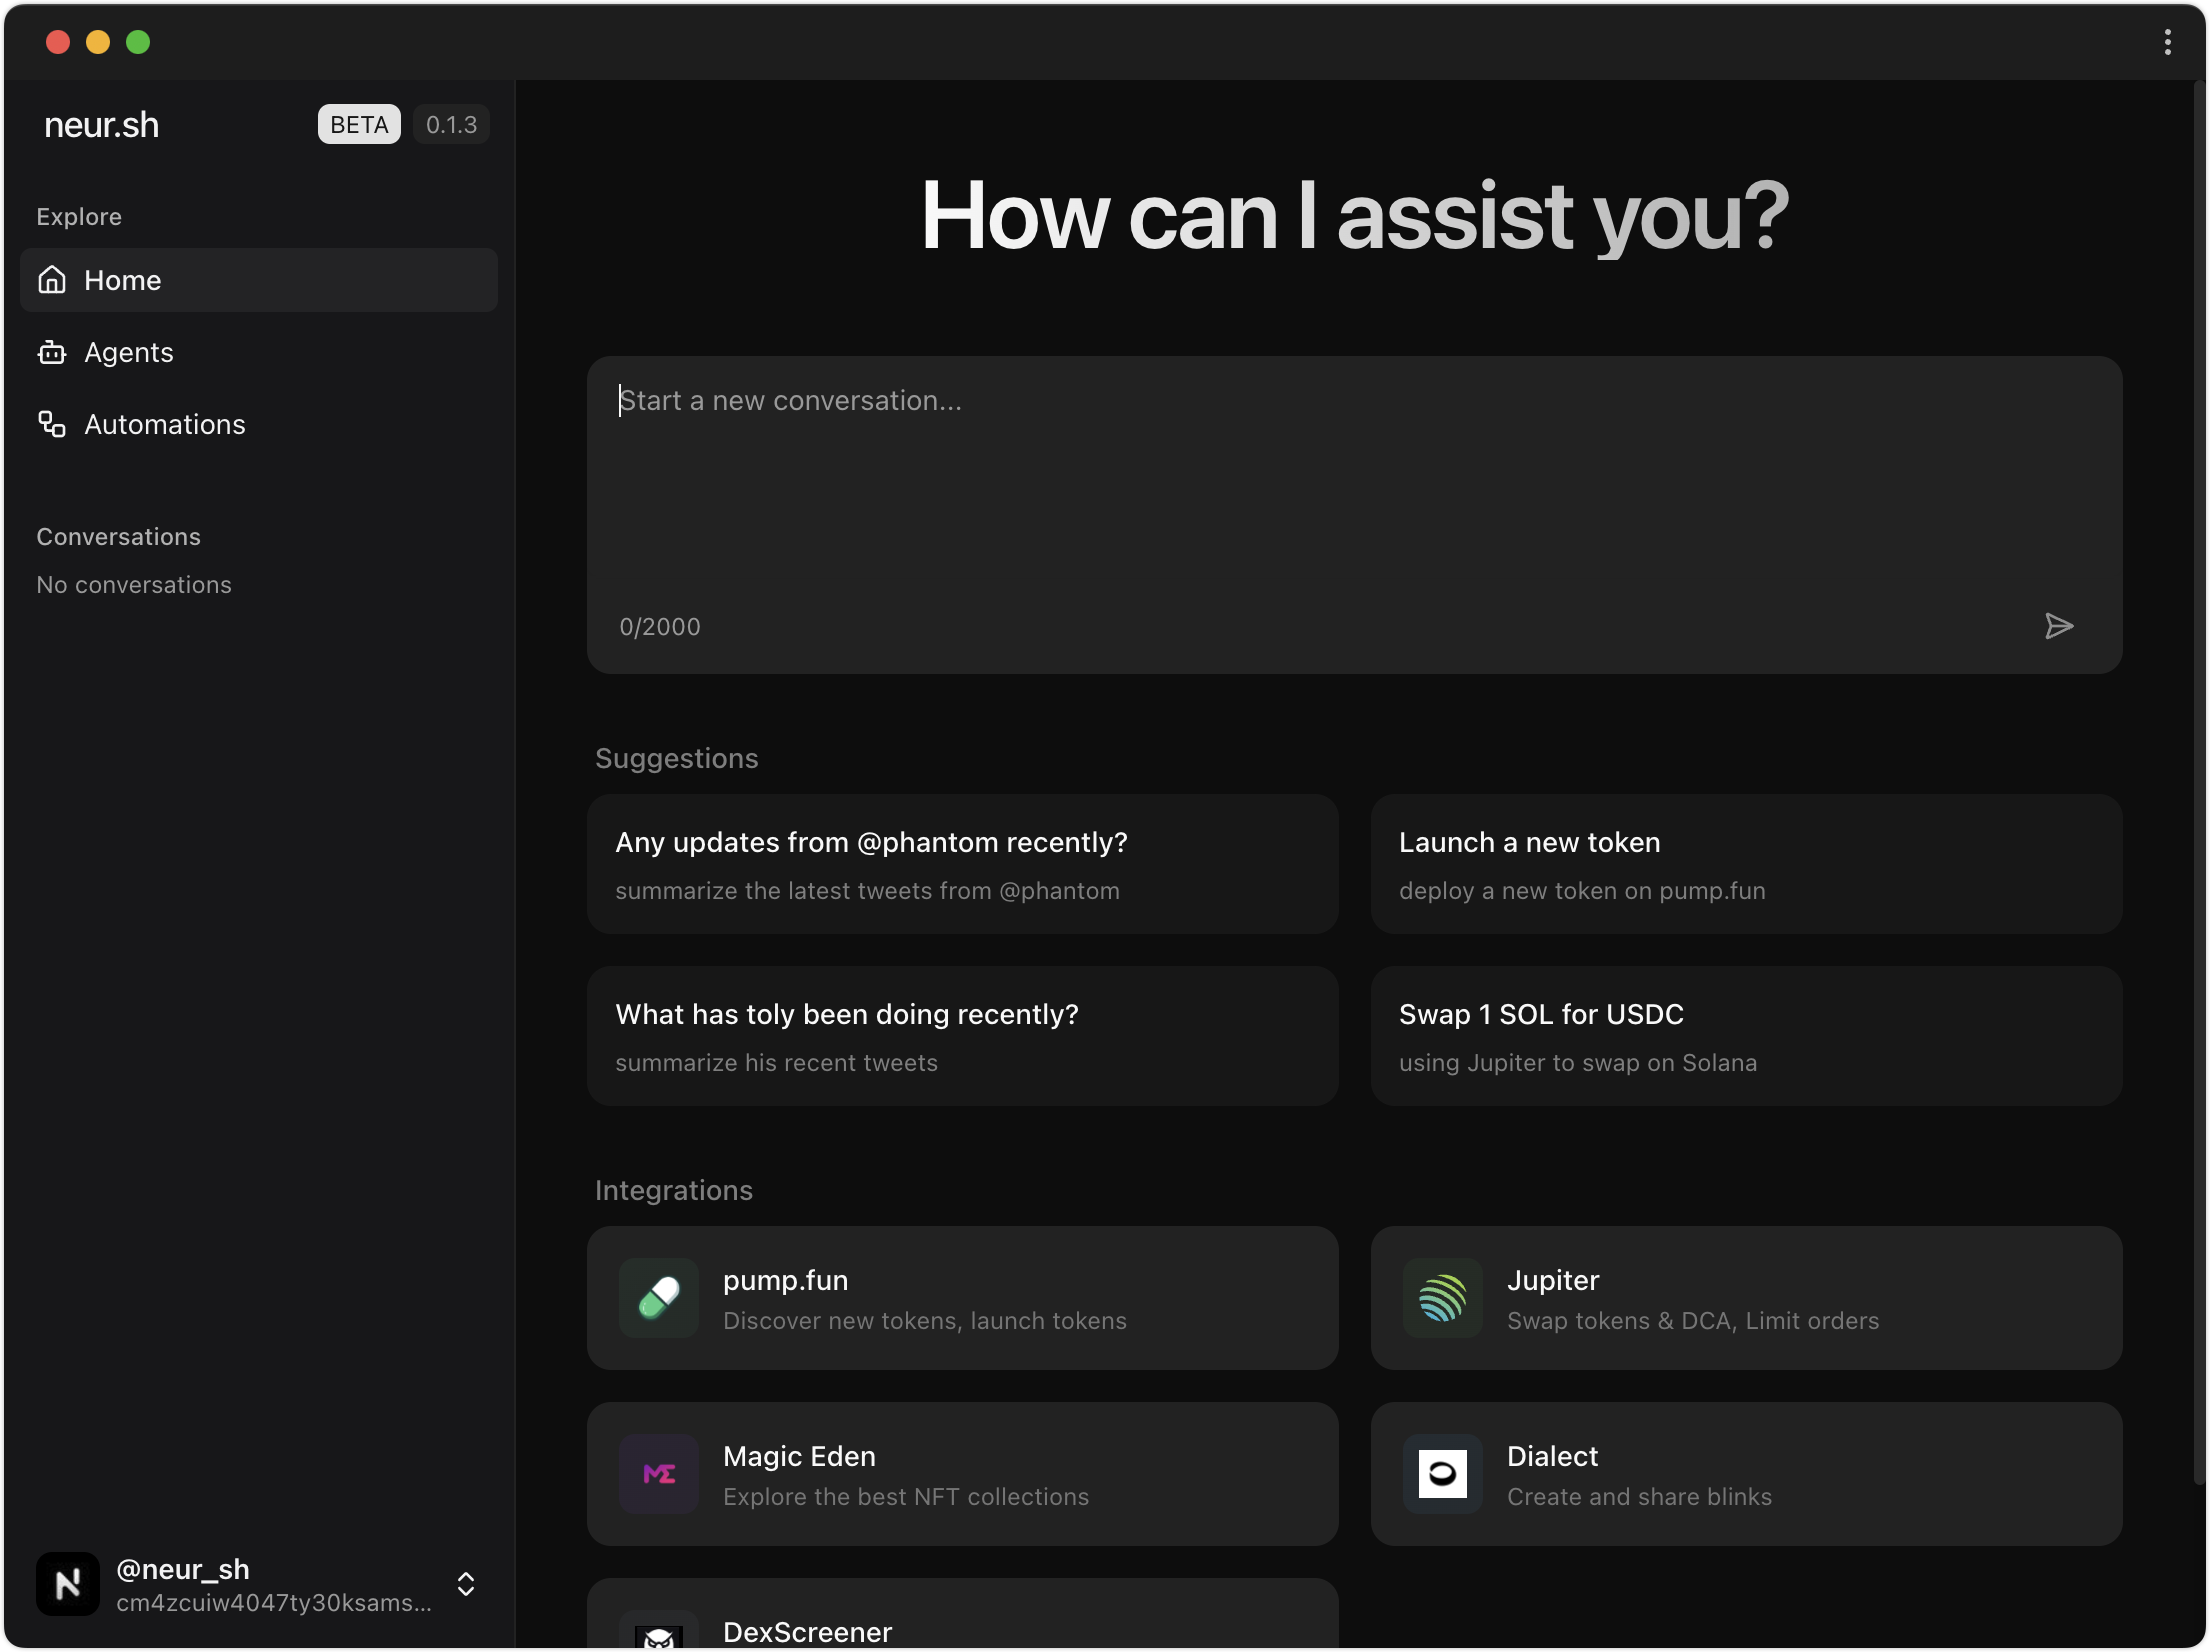 neur.sh
BETA
0.1.3
Explore
Home
Agents
Automations
Conversations
No conversations
@neur_sh
cm4zcuiw4047ty30ksams...
How can I assist you?
Start a new conversation...
0/2000
Suggestions
Any updates from @phantom recently?
summarize the latest tweets from @phantom
Launch a new token
deploy a new token on pump.fun
What has toly been doing recently?
summarize his recent tweets
Swap 1 SOL for USDC
using Jupiter to swap on Solana
Integrations
pump.fun
Discover new tokens, launch tokens
Jupiter
Swap tokens & DCA, Limit orders
Magic Eden
Explore the best NFT collections
Dialect
Create and share blinks
DexScreener